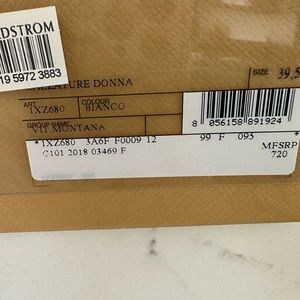 DSTROM
19 5972 3883
CALZATURE DONNA
SIZE 39,5
ART. COLOUR
1XZ680 BIANCO
GROUP NAME
VIT.MONTANA
8 056158 891924
*1XZ680 3A6F F0009 12 99 F 095 *
C101 2018 03469 F
MFSRP
720